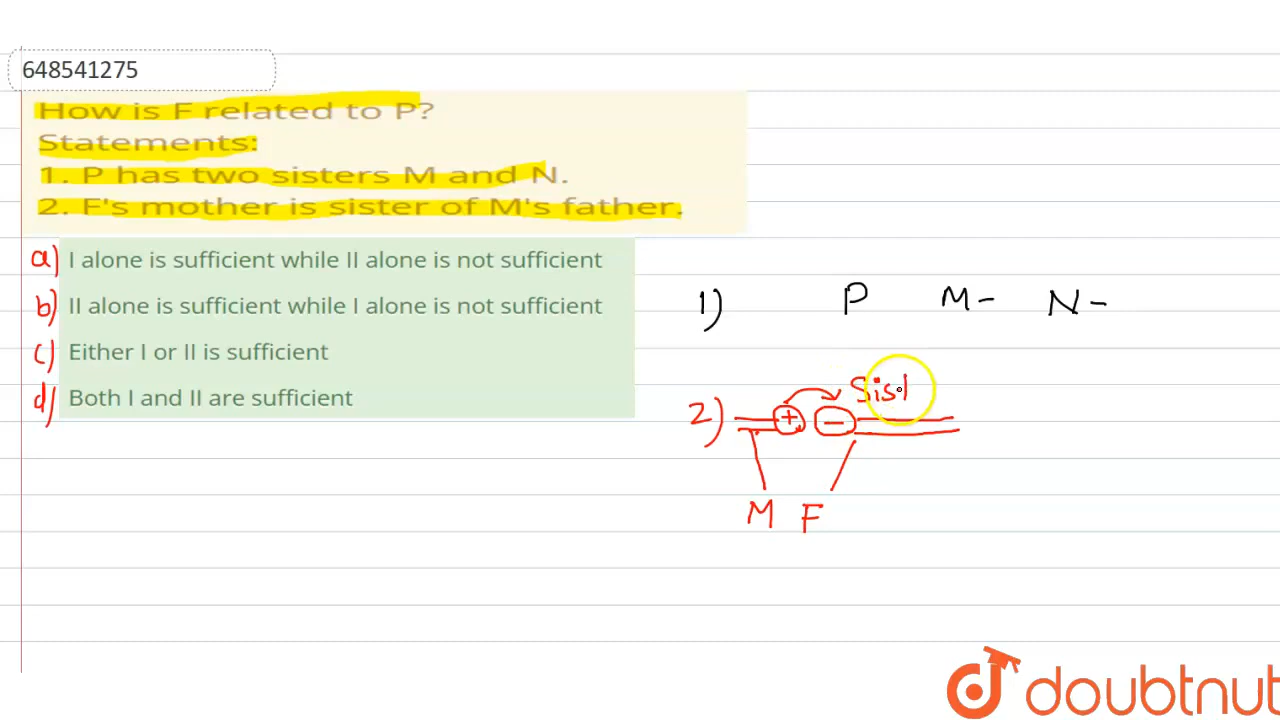 648541275
How is F related to P?
Statements:
1. P has two sisters M and N.
2. F's mother is sister of M's father.
a) I alone is sufficient while II alone is not sufficient
b) II alone is sufficient while I alone is not sufficient
c) Either I or II is sufficient
d) Both I and II are sufficient
1) P M - N -
2) + - Sis
M F
doubtnut